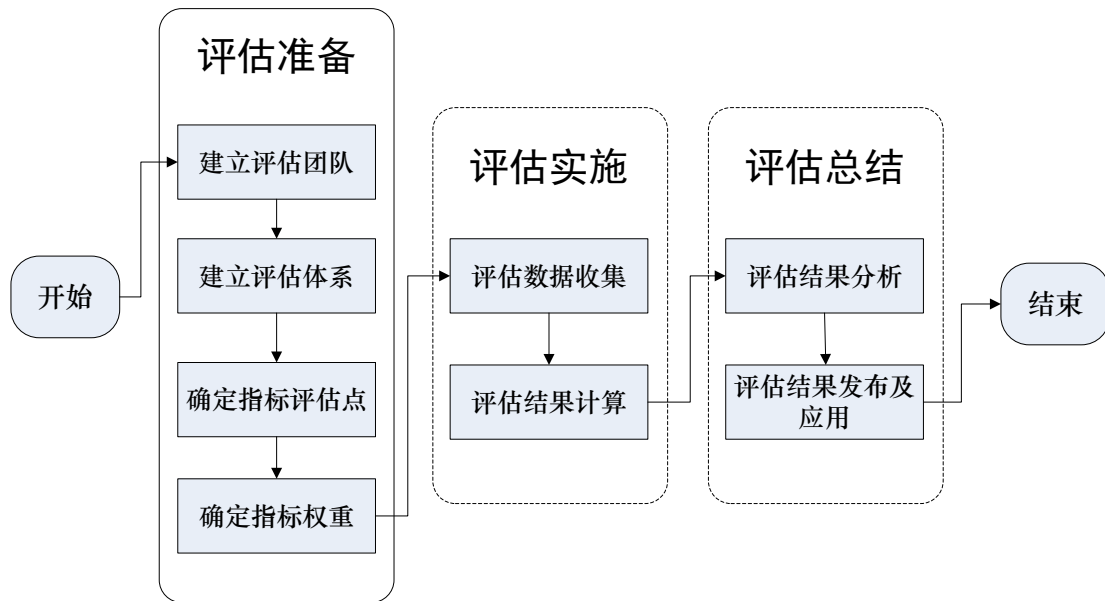 开始
评估准备
建立评估团队
建立评估体系
确定指标评估点
确定指标权重
评估实施
评估数据收集
评估结果计算
评估总结
评估结果分析
评估结果发布及
应用
结束